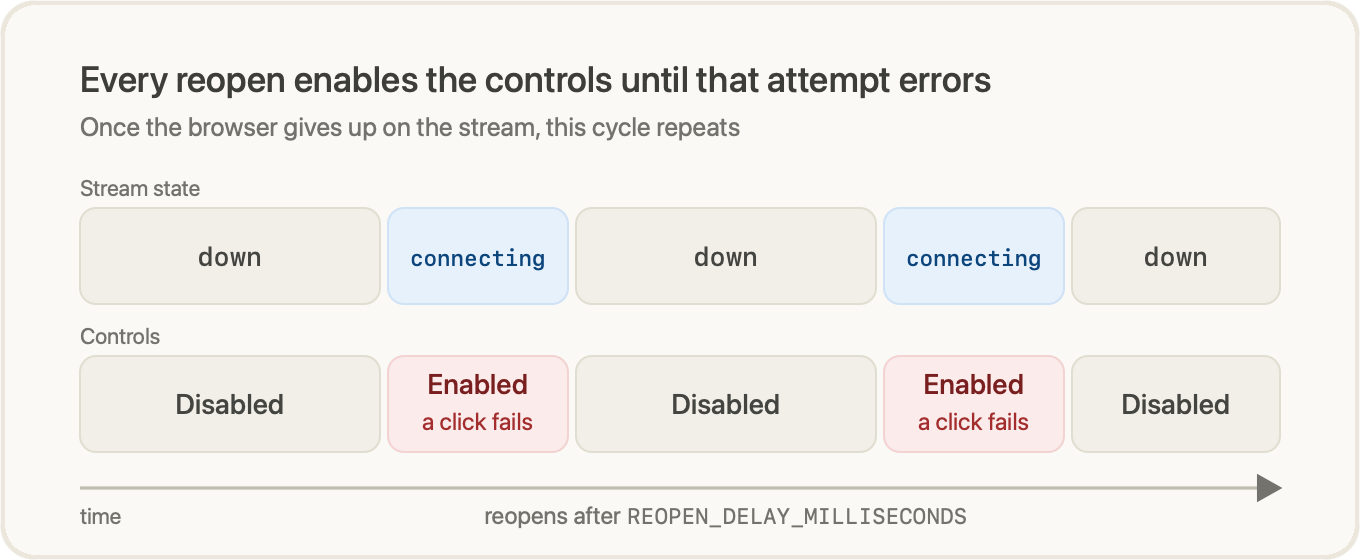 Every reopen enables the controls until that attempt errors
Once the browser gives up on the stream, this cycle repeats
Stream state
down
connecting
down
connecting
down
Controls
Disabled
Enabled
a click fails
Disabled
Enabled
a click fails
Disabled
time
reopens after REOPEN_DELAY_MILLISECONDS